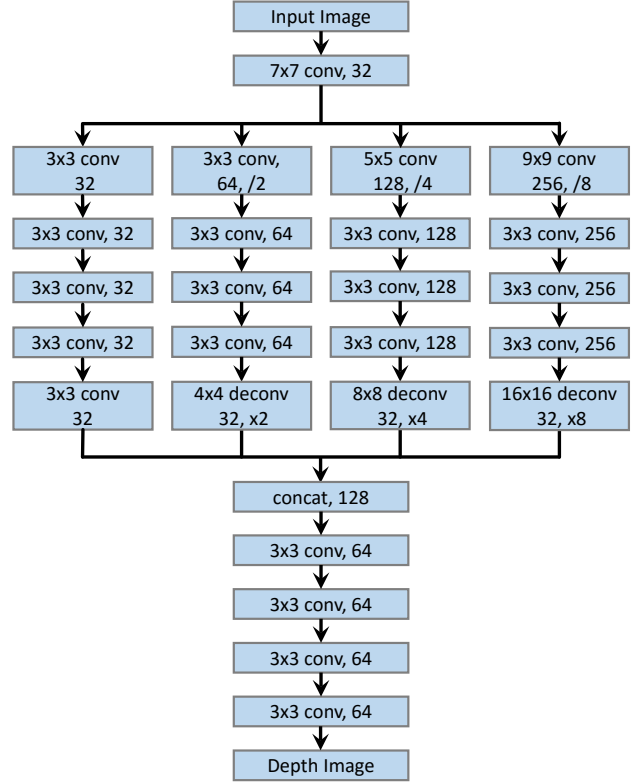 Input Image
7x7 conv, 32
3x3 conv
32
3x3 conv,
64, /2
5x5 conv
128, /4
9x9 conv
256, /8
3x3 conv, 32
3x3 conv, 64
3x3 conv, 128
3x3 conv, 256
3x3 conv, 32
3x3 conv, 64
3x3 conv, 128
3x3 conv, 256
3x3 conv, 32
3x3 conv, 64
3x3 conv, 128
3x3 conv, 256
3x3 conv
32
4x4 deconv
32, x2
8x8 deconv
32, x4
16x16 deconv
32, x8
concat, 128
3x3 conv, 64
3x3 conv, 64
3x3 conv, 64
3x3 conv, 64
Depth Image